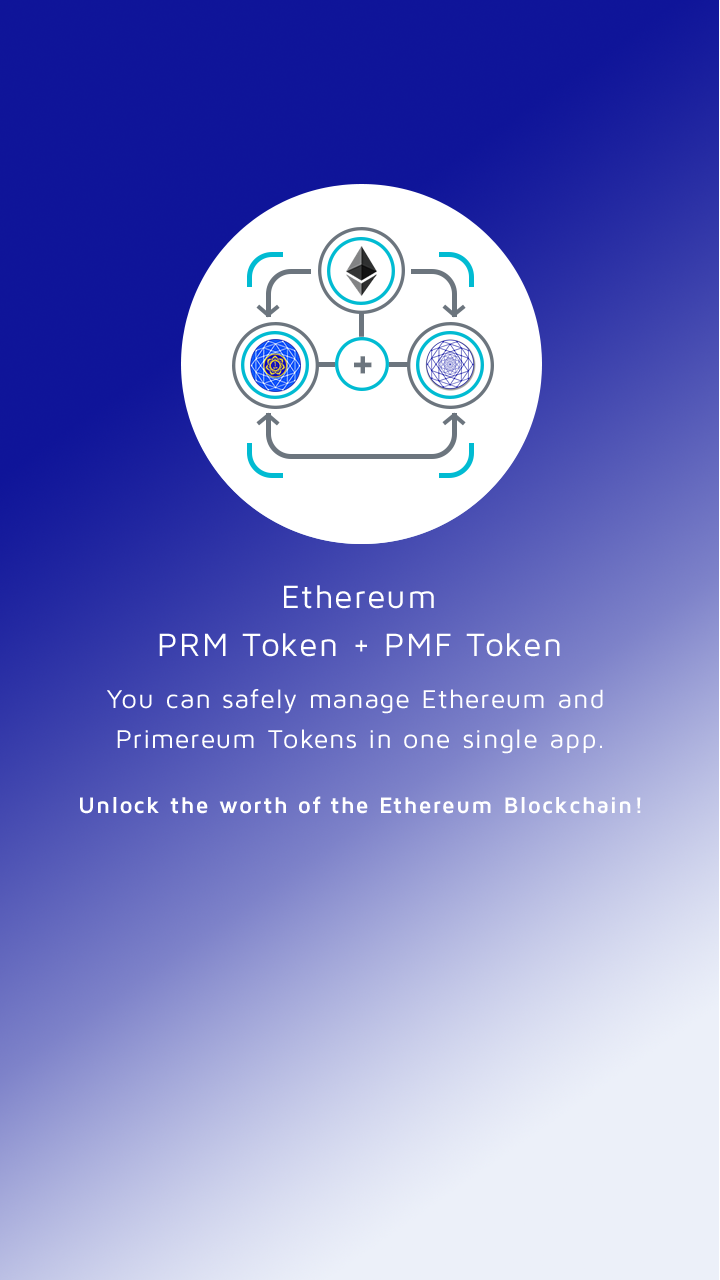 Ethereum
PRM Token + PMF Token
You can safely manage Ethereum and
Primereum Tokens in one single app.
Unlock the worth of the Ethereum Blockchain!